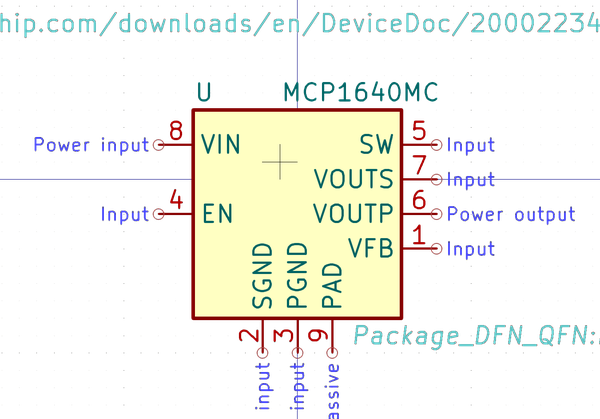 hip.com/downloads/en/DeviceDoc/20002234
U MCP1640MC
Power input 8 VIN SW 5 Input
VOUTS 7 Input
Input 4 EN VOUTP 6 Power output
VFB 1 Input
SGND PGND PAD
2 3 9 Package_DFN_QFN:
input input assive